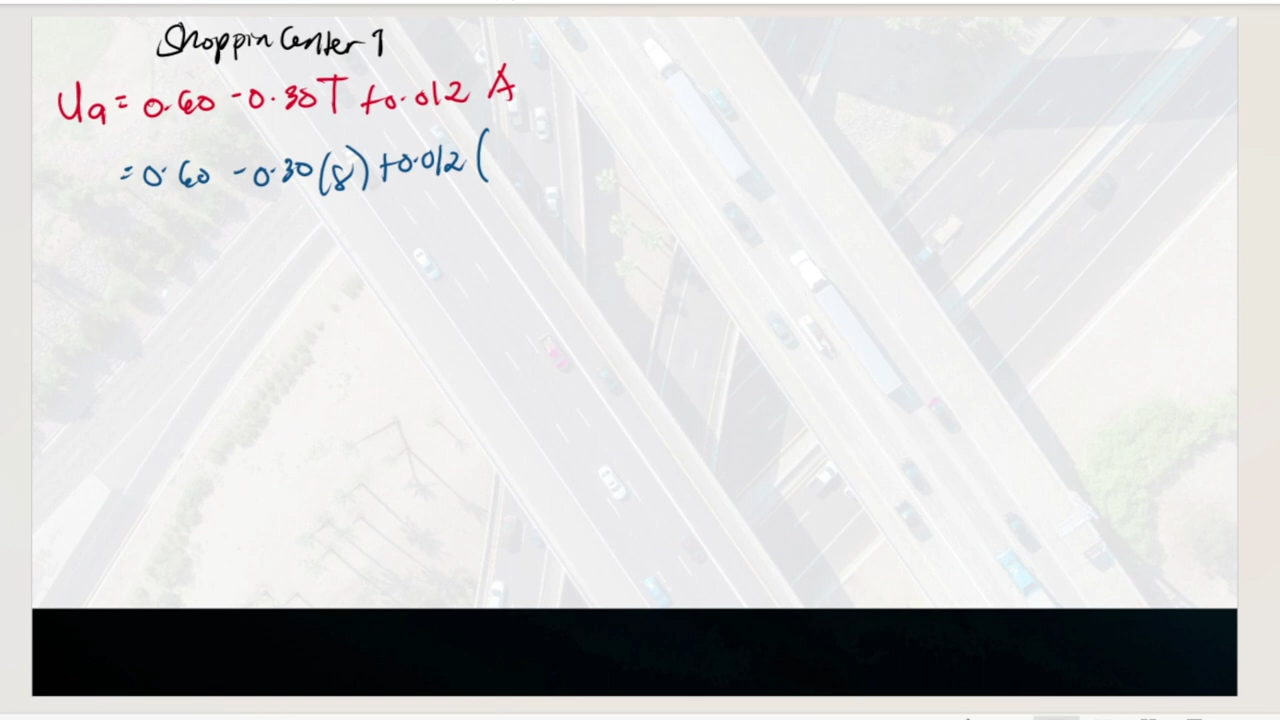 Shoppin Center 1
Ua = 0.60 - 0.30T + 0.012 A
= 0.60 - 0.30(8) + 0.012 (